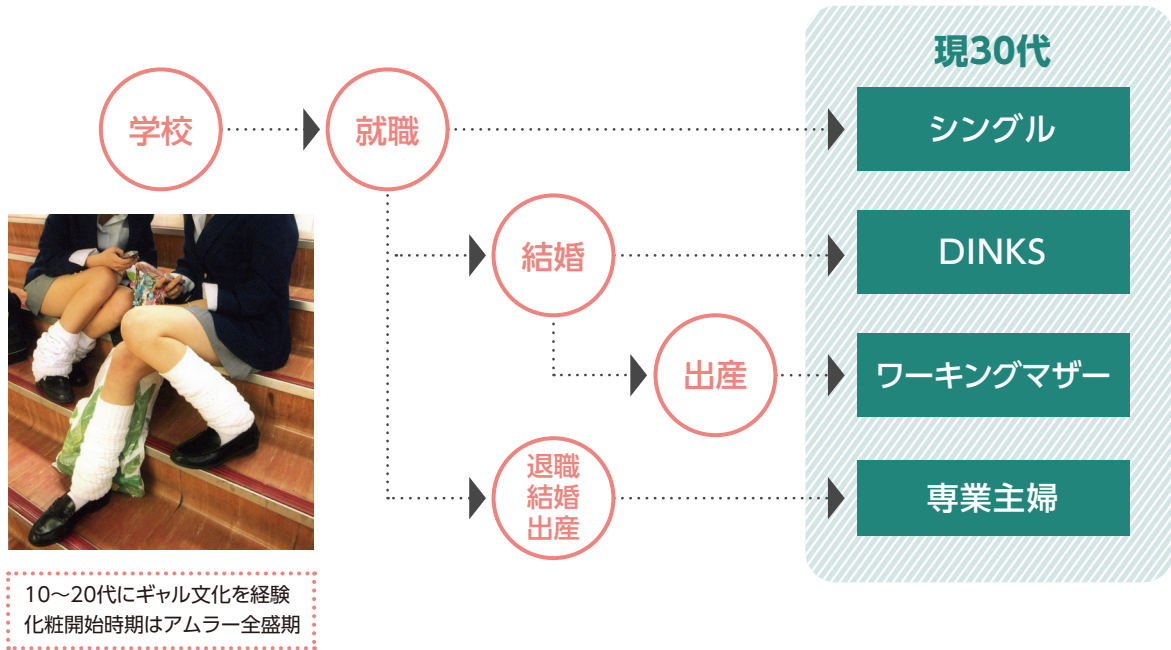 現30代
学校
就職
シングル
結婚
DINKS
出産
ワーキングマザー
退職
結婚
出産
専業主婦
10〜20代にギャル文化を経験
化粧開始時期はアムラー全盛期